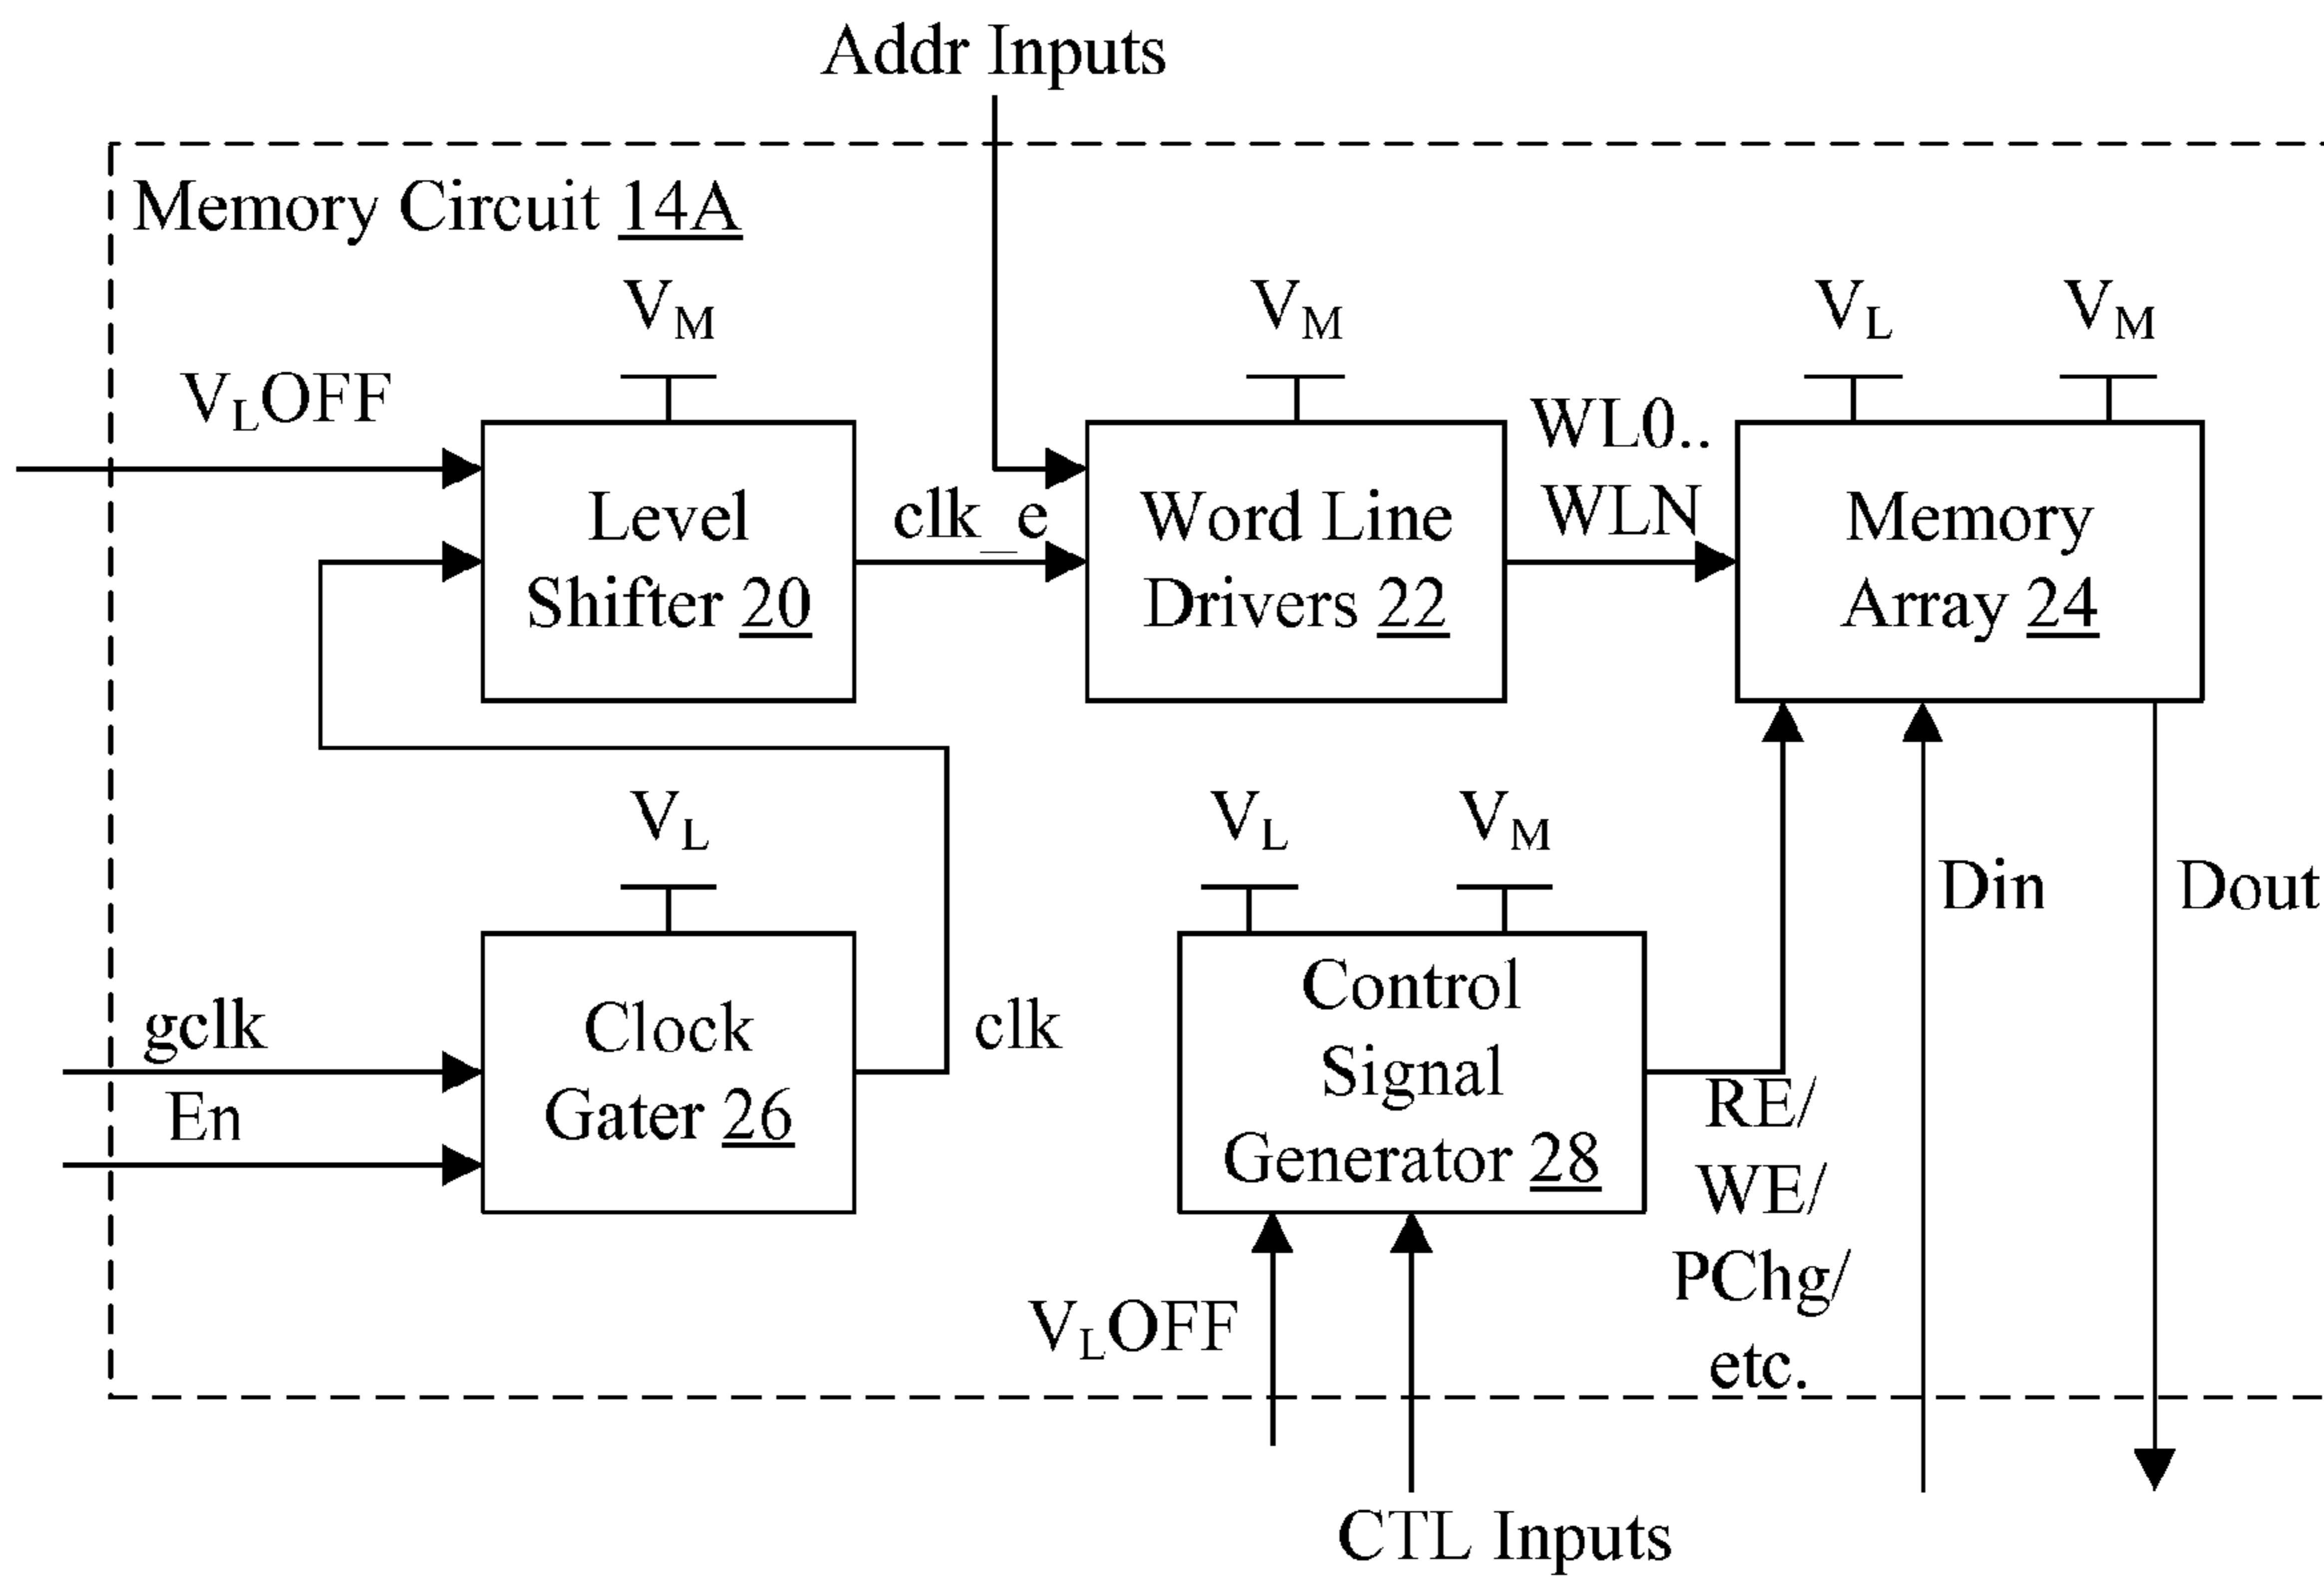 Addr Inputs
Memory Circuit 14A
VM
VM
VL
VM
VLOFF
Level
Shifter 20
clk_e
Word Line
Drivers 22
WL0..
WLN
Memory
Array 24
VL
VL
VM
Din
Dout
gclk
En
Clock
Gater 26
clk
Control
Signal
Generator 28
RE/
WE/
PChg/
etc.
VLOFF
CTL Inputs